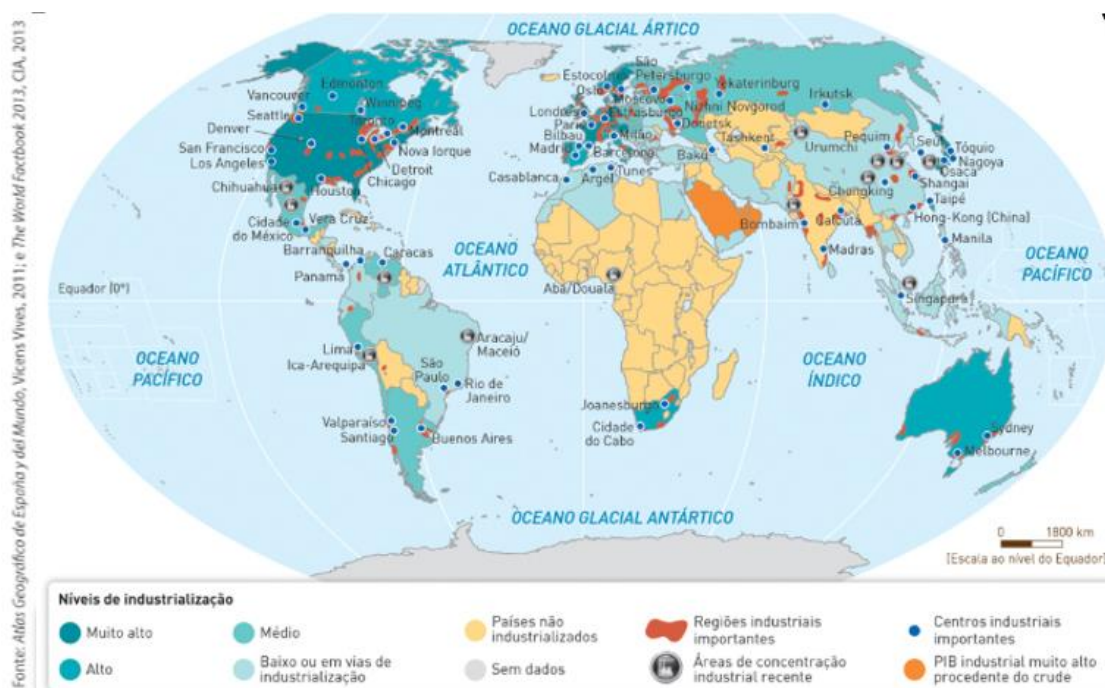 Fonte: Atlas Geográfico de España y del Mundo, Vicens Vives, 2011; e The World Factbook 2013, CIA, 2013
OCEANO GLACIAL ÁRTICO
Edmonton
Vancouver
Winnipeg
Seattle
Toronto
Montréal
Denver
Nova Iorque
San Francisco
Los Angeles
Detroit
Chicago
Chihuahua
Houston
Cidade
do México
Vera Cruz
Barranquilha
Caracas
Panamá
Estocolmo
São
Petersburgo
Oslo
Yekaterinburg
Irkutsk
Moscovo
Nizhni Novgorod
Londres
Estrasburgo
Donetsk
Paris
Bilbau
Milão
Madrid
Barcelona
Baku
Tashkent
Urumchi
Pequim
Seul
Tóquio
Nagoya
Osaca
Casablanca
Argel
Tunes
Chungking
Shangai
Taipé
Bombaim
Calcutá
Hong-Kong (China)
Madras
Manila
OCEANO
ATLÂNTICO
OCEANO
PACÍFICO
Equador (0°)
Abá/Douala
Singapura
OCEANO
PACÍFICO
Lima
Ica-Arequipa
Aracaju/
Maceió
São
Paulo
Rio de
Janeiro
OCEANO
ÍNDICO
Valparaíso
Santiago
Buenos Aires
Joanesburgo
Cidade
do Cabo
Sydney
Melbourne
OCEANO GLACIAL ANTÁRTICO
0 1800 km
(Escala ao nível do Equador)
Níveis de industrialização
Muito alto
Médio
Países não
industrializados
Regiões industriais
importantes
Centros industriais
importantes
Alto
Baixo ou em vias de
industrialização
Sem dados
Áreas de concentração
industrial recente
PIB industrial muito alto
procedente do crude